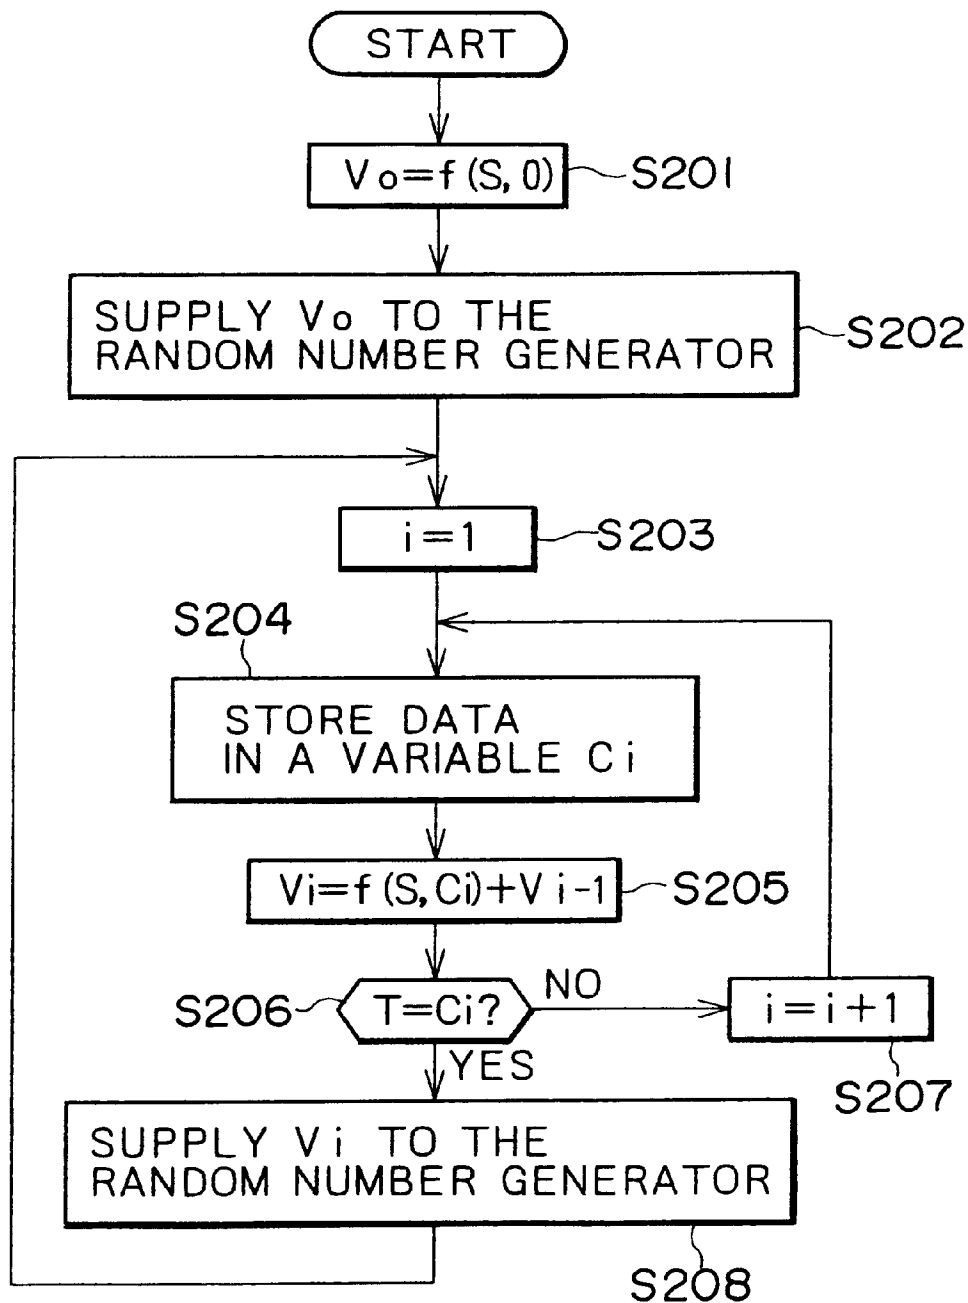 START
Vo=f(S,0)
S201
SUPPLY Vo TO THE
RANDOM NUMBER GENERATOR
S202
i=1
S203
S204
STORE DATA
IN A VARIABLE Ci
Vi=f(S,Ci)+Vi-1
S205
S206
T=Ci?
NO
i=i+1
S207
YES
SUPPLY Vi TO THE
RANDOM NUMBER GENERATOR
S208